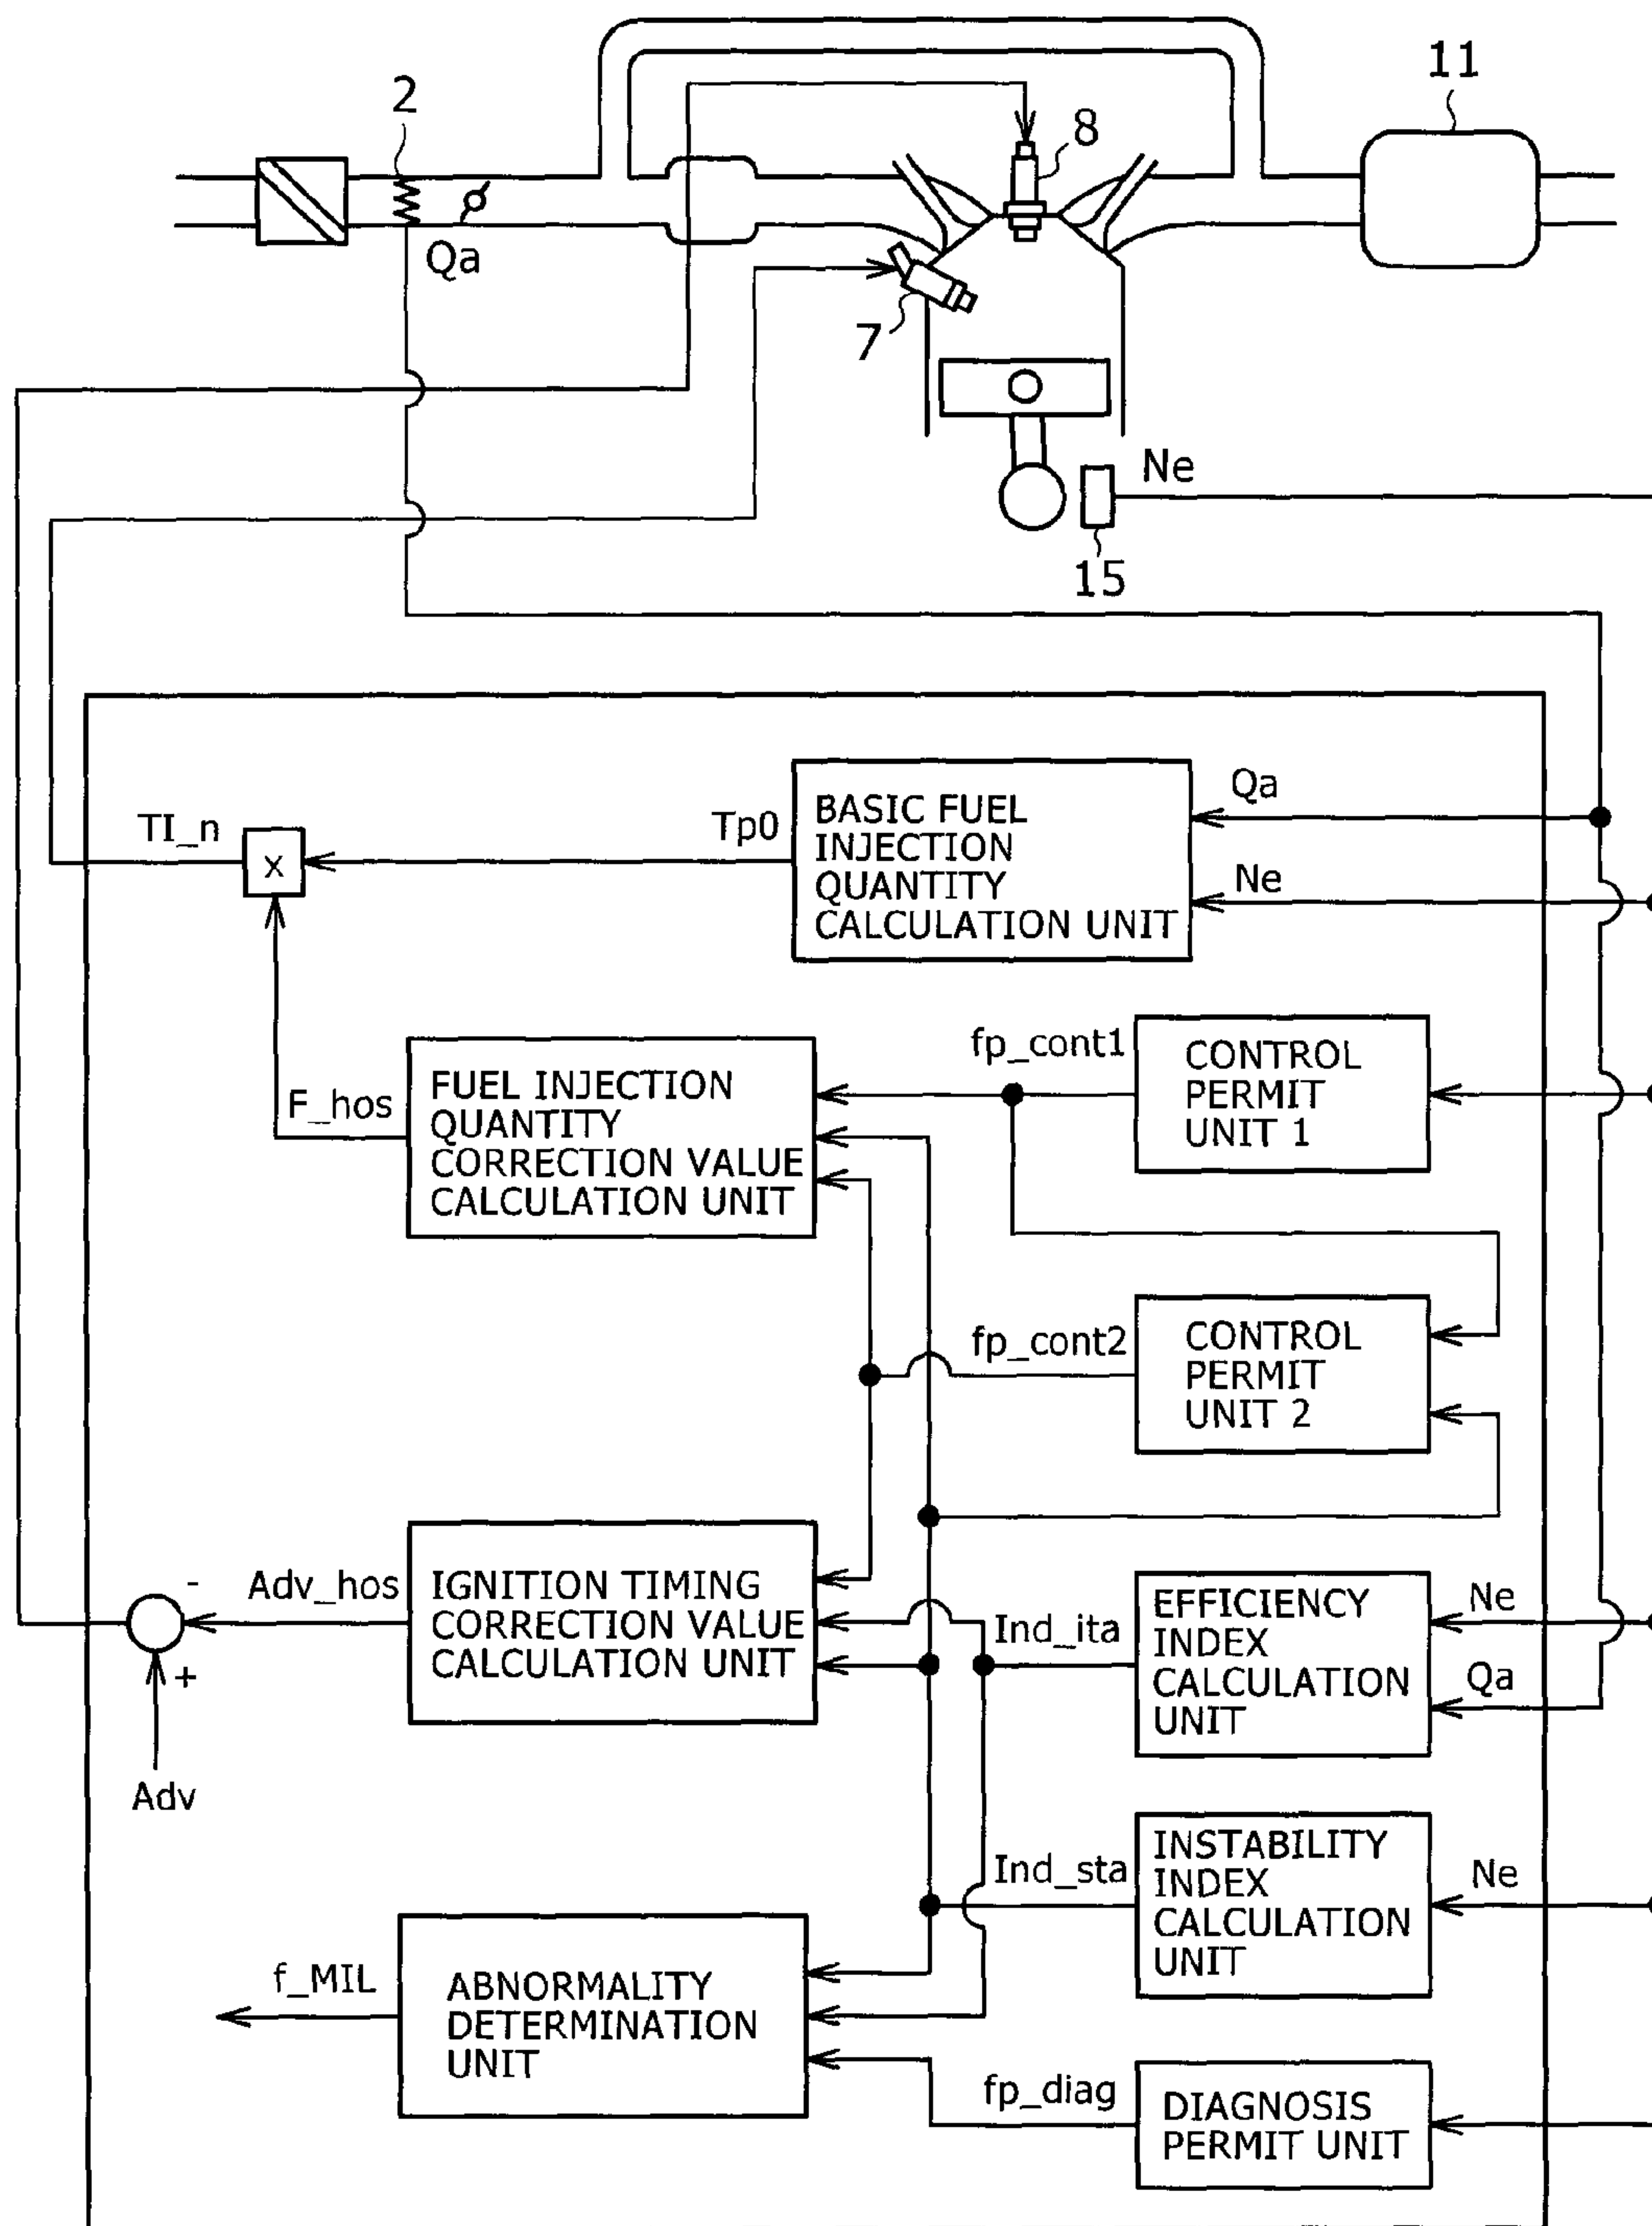 2
8
11
Qa
7
Ne
15
TI_n
x
Tp0
BASIC FUEL
INJECTION
QUANTITY
CALCULATION UNIT
Qa
Ne
F_hos
FUEL INJECTION
QUANTITY
CORRECTION VALUE
CALCULATION UNIT
fp_cont1
CONTROL
PERMIT
UNIT 1
fp_cont2
CONTROL
PERMIT
UNIT 2
-
+
Adv
Adv_hos
IGNITION TIMING
CORRECTION VALUE
CALCULATION UNIT
Ind_ita
EFFICIENCY
INDEX
CALCULATION
UNIT
Ne
Qa
Ind_sta
INSTABILITY
INDEX
CALCULATION
UNIT
Ne
f_MIL
ABNORMALITY
DETERMINATION
UNIT
fp_diag
DIAGNOSIS
PERMIT UNIT